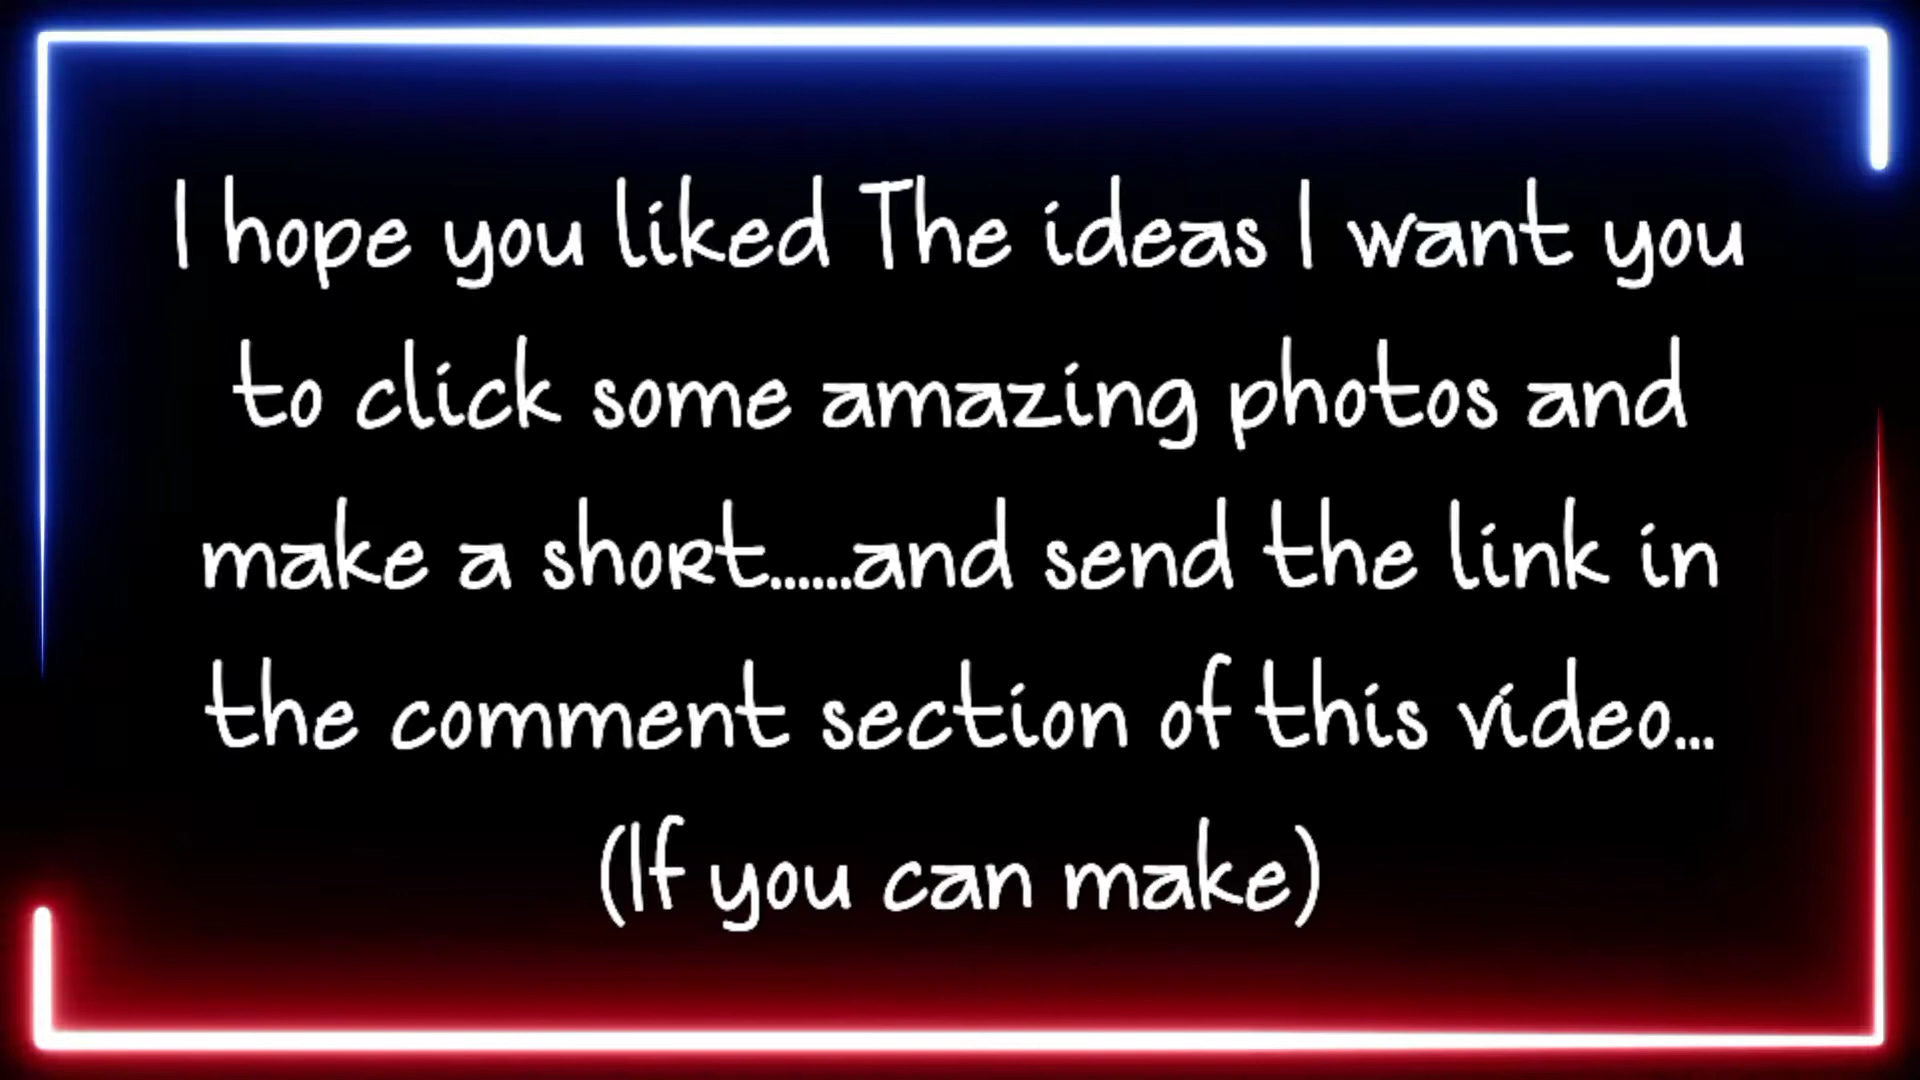 I hope you liked The ideas I want you
to click some amazing photos and
make a short......and send the link in
the comment section of this video...
(If you can make)